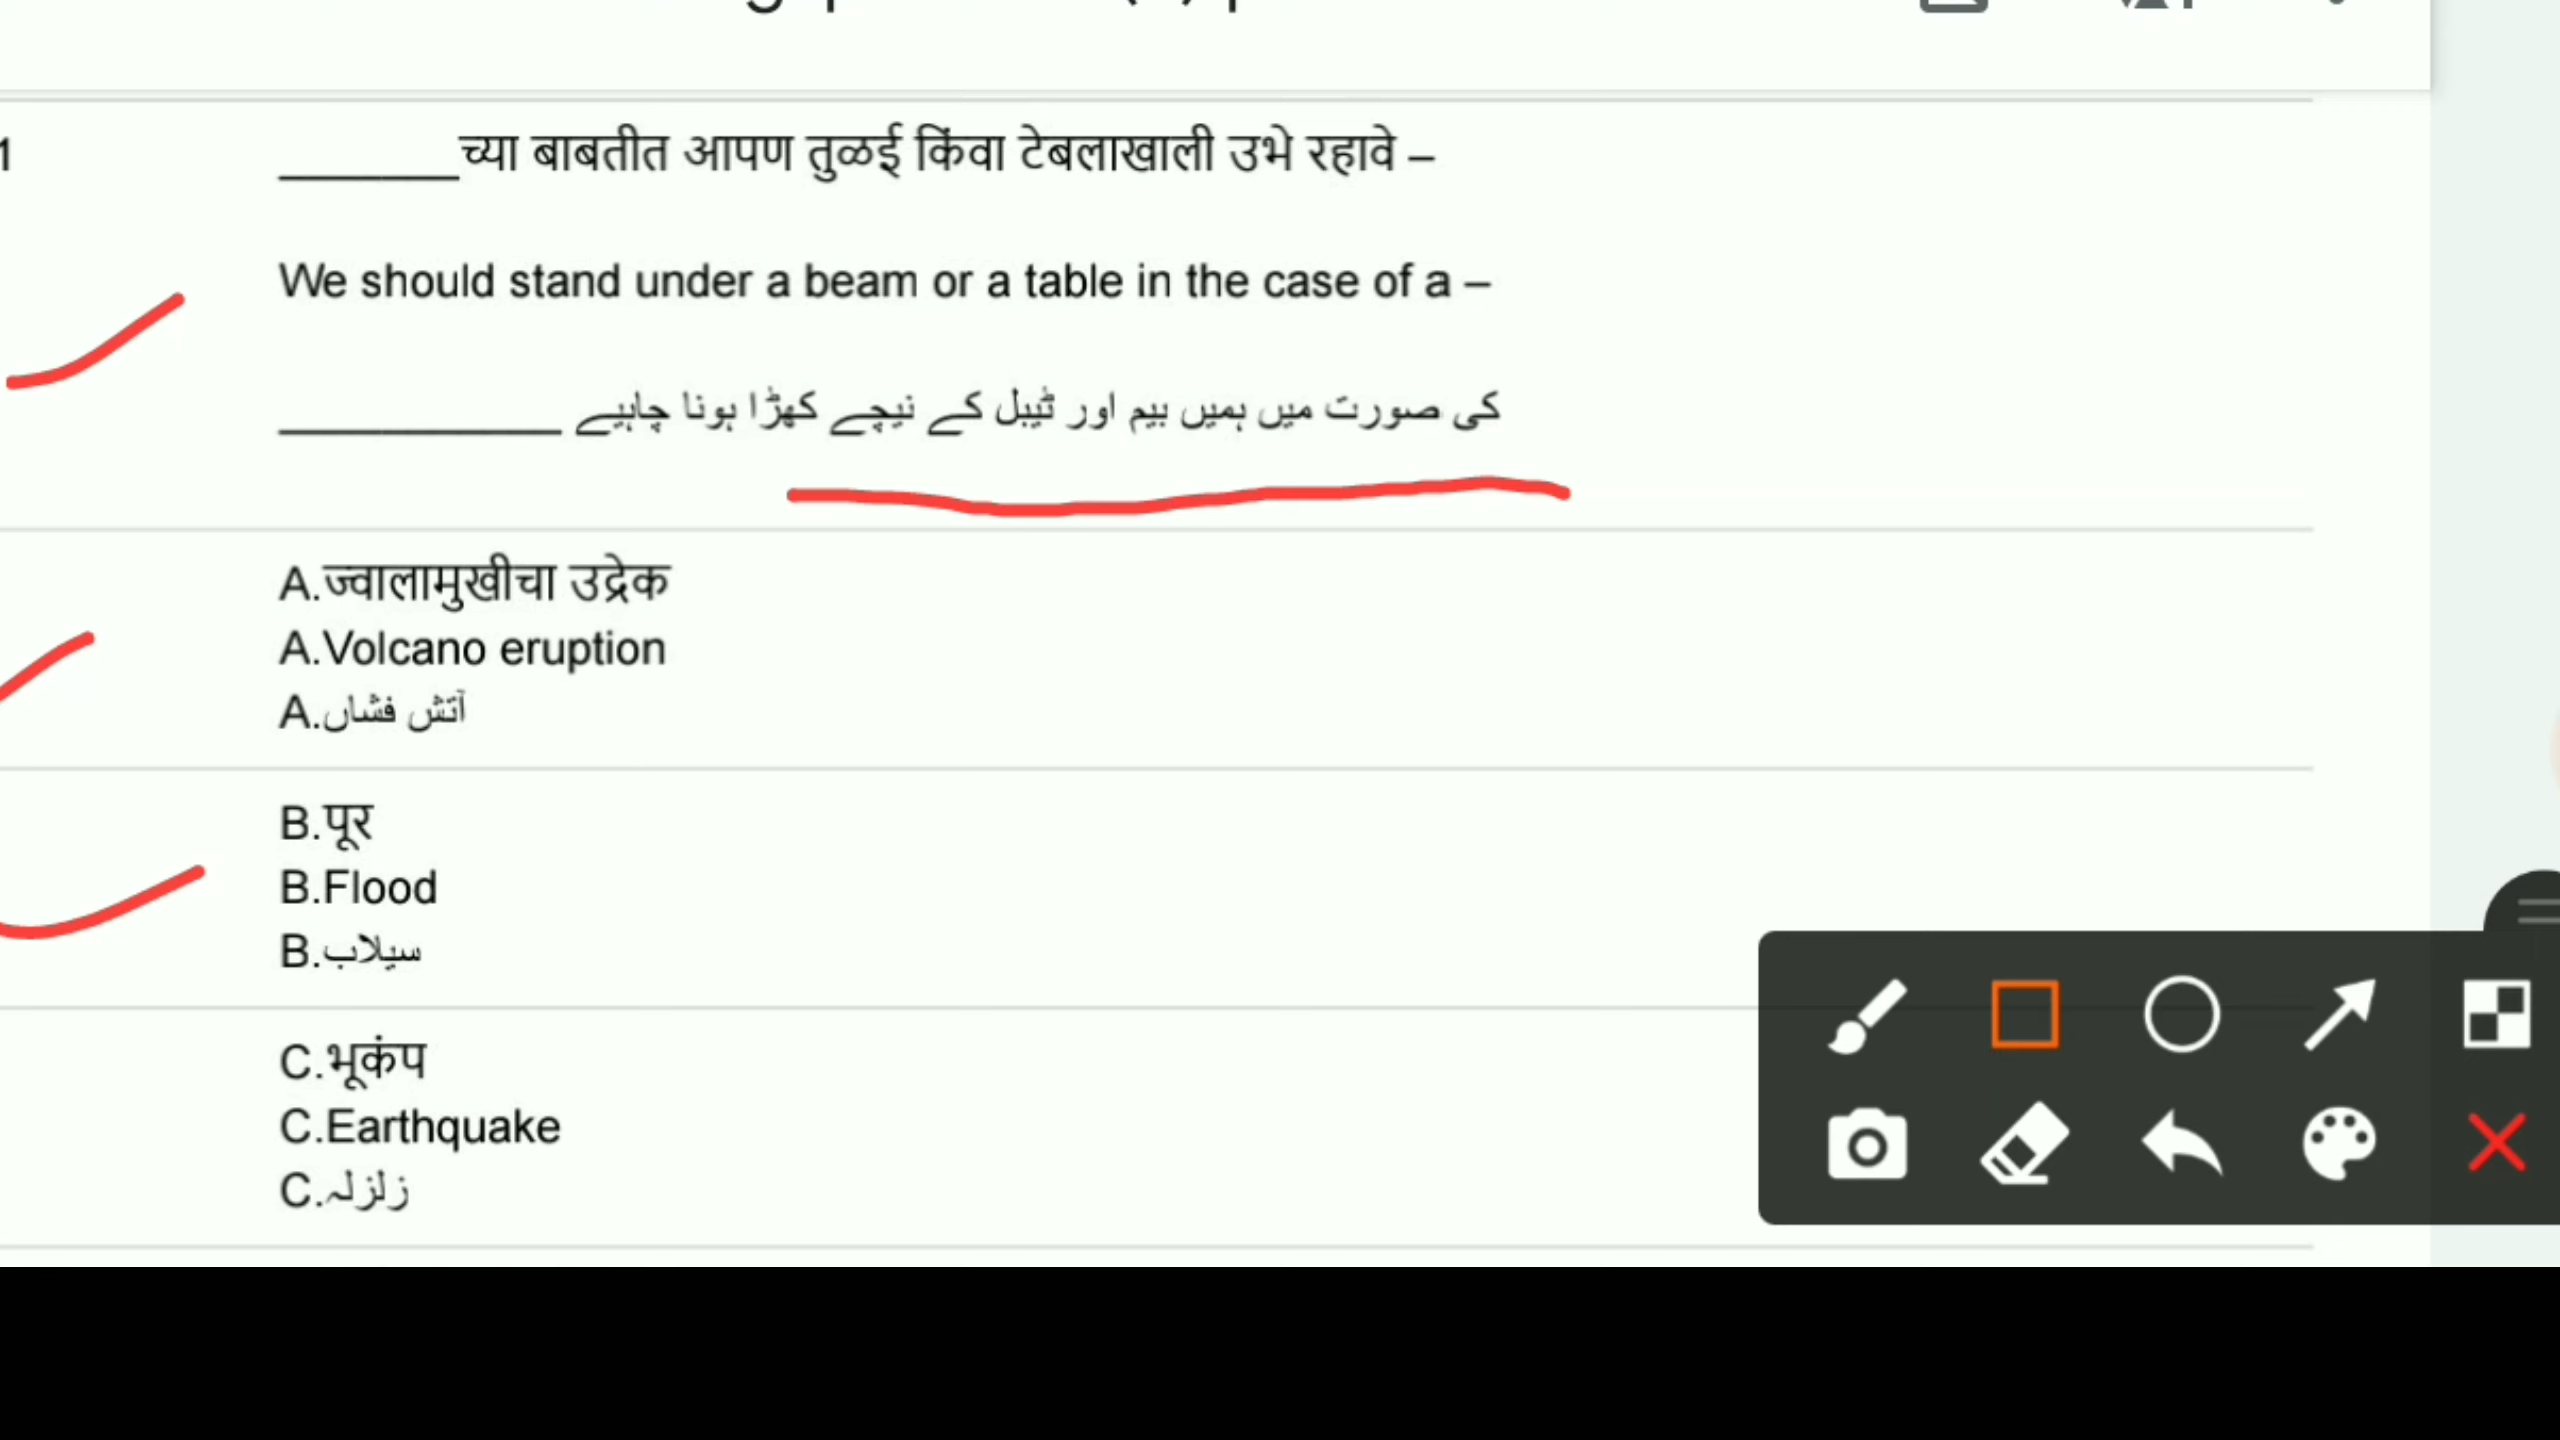 1
______च्या बाबतीत आपण तुळई किंवा टेबलाखाली उभे रहावे –
We should stand under a beam or a table in the case of a –
کی صورت میں ہمیں بیم اور ٹیبل کے نیچے کھڑا ہونا چاہیے __________
A.ज्वालामुखीचा उद्रेक
A.Volcano eruption
A.آتش فشاں
B.पूर
B.Flood
B.سیلاب
C.भूकंप
C.Earthquake
C.زلزلہ